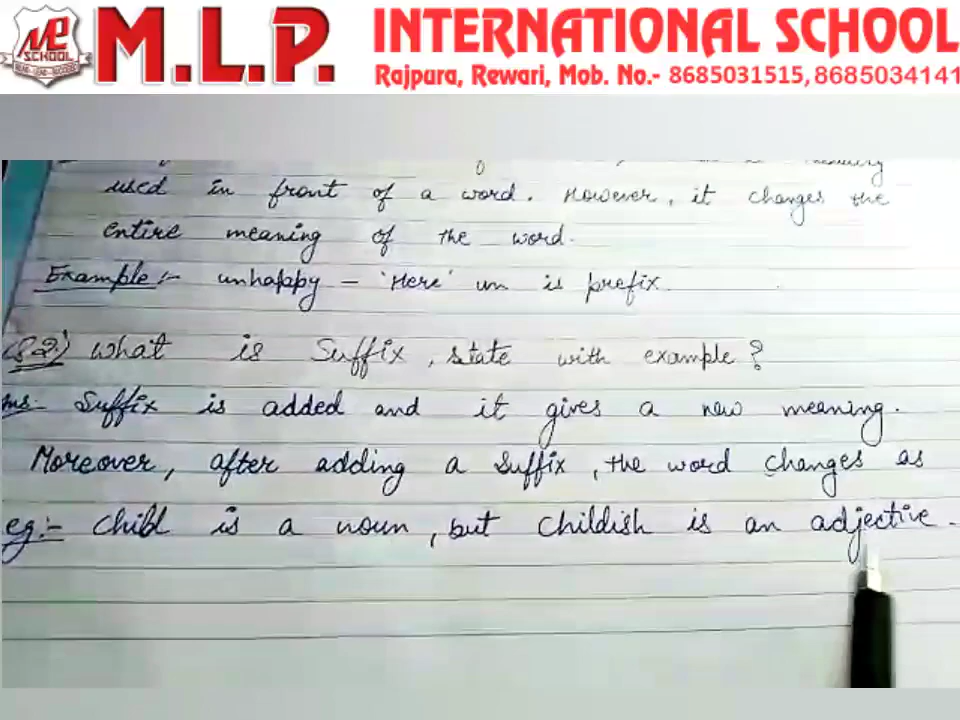 M.L.P. INTERNATIONAL SCHOOL
SCHOOL
Rajpura, Rewari, Mob. No.- 8685031515, 8685034141
used in front of a word. However, it changes the
entire meaning of the word.
Example:- unhappy - 'Here' un is prefix.
Q2) What is Suffix, state with example?
Ans- Suffix is added and it gives a new meaning.
Moreover, after adding a Suffix, the word changes as
eg:- Child is a noun, but Childish is an adjective.